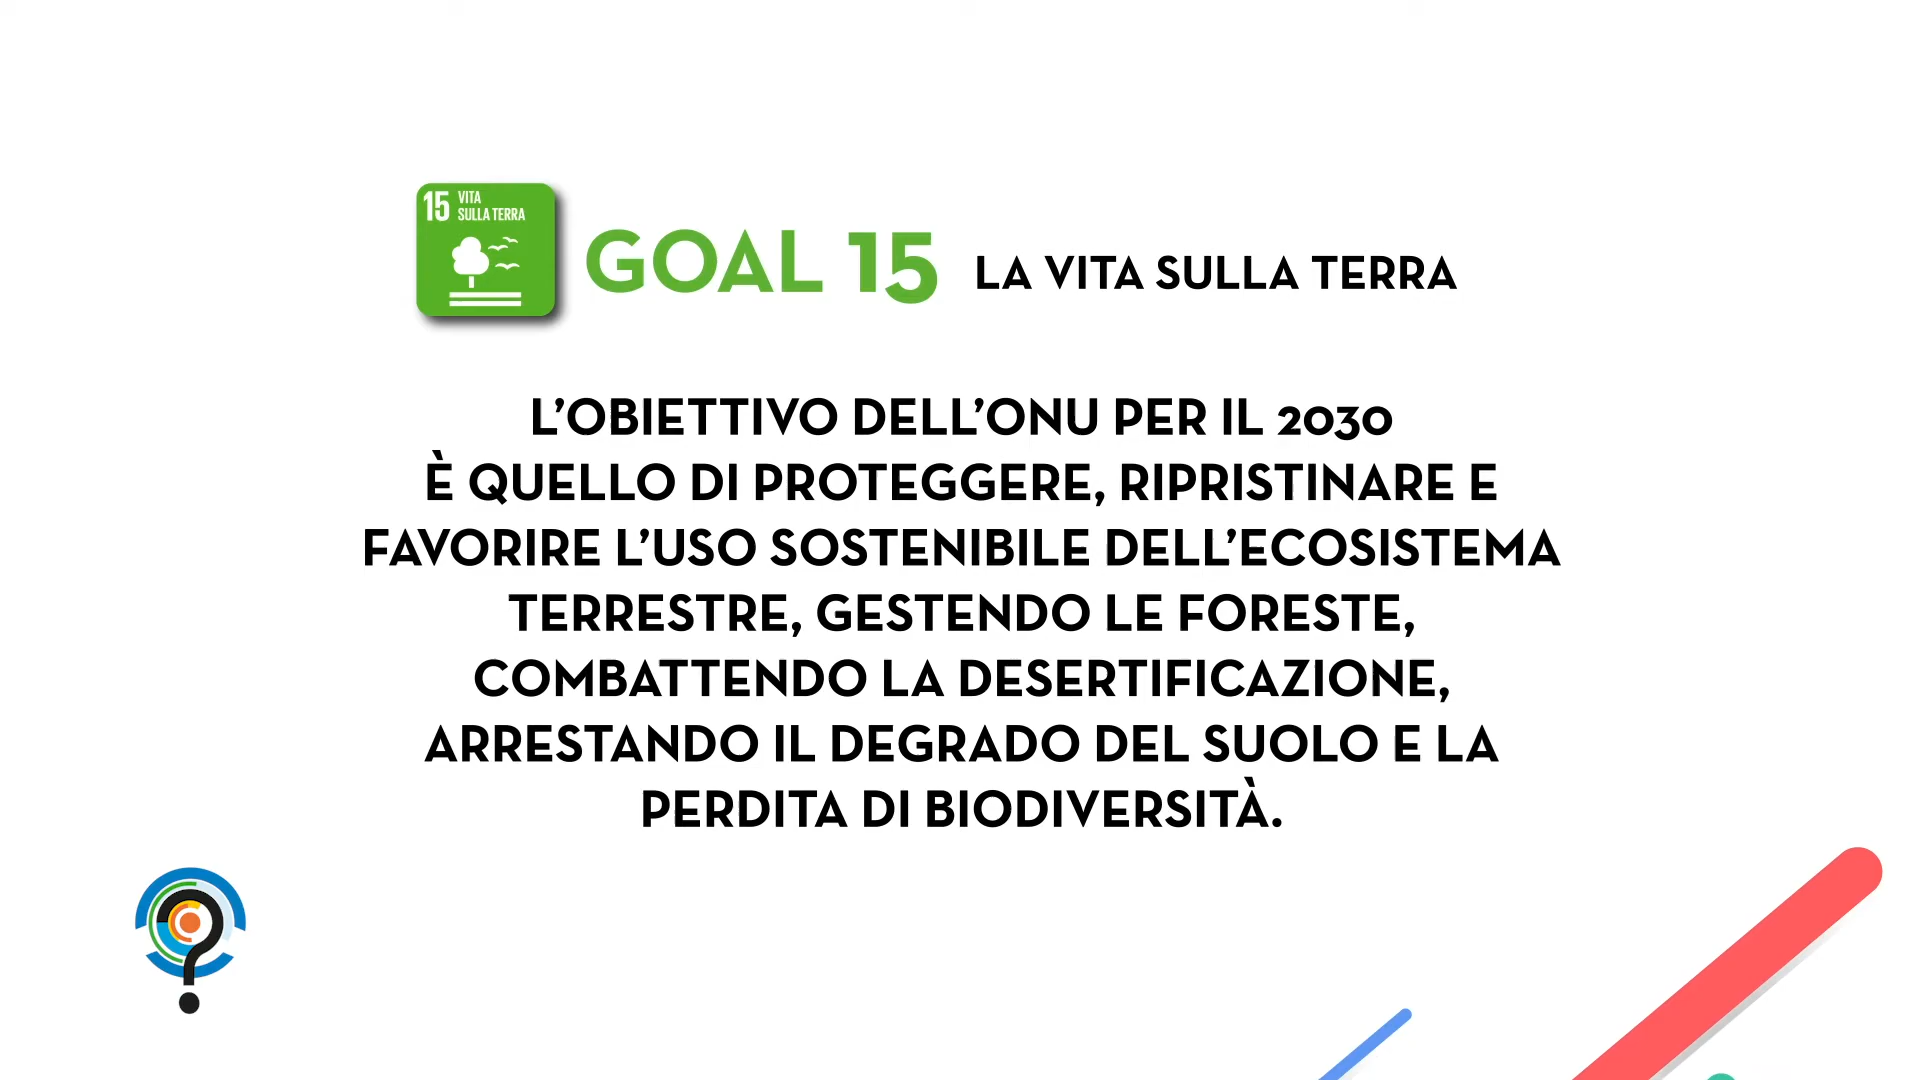 15 VITA
SULLA TERRA
GOAL 15 LA VITA SULLA TERRA
L’OBIETTIVO DELL’ONU PER IL 2030
È QUELLO DI PROTEGGERE, RIPRISTINARE E
FAVORIRE L’USO SOSTENIBILE DELL’ECOSISTEMA
TERRESTRE, GESTENDO LE FORESTE,
COMBATTENDO LA DESERTIFICAZIONE,
ARRESTANDO IL DEGRADO DEL SUOLO E LA
PERDITA DI BIODIVERSITÀ.